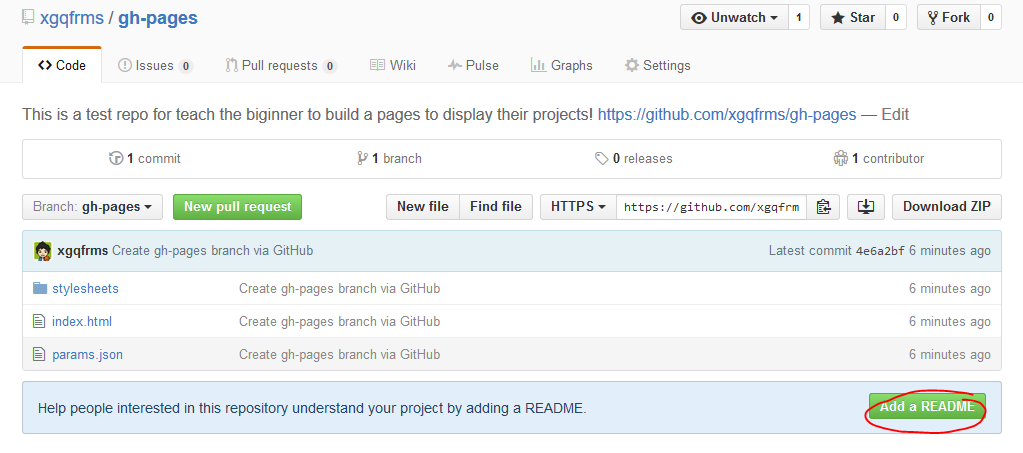 xgqfrms / gh-pages Unwatch 1 Star 0 Fork 0
Code Issues 0 Pull requests 0 Wiki Pulse Graphs Settings
This is a test repo for teach the biginner to build a pages to display their projects! https://github.com/xgqfrms/gh-pages — Edit
1 commit 1 branch 0 releases 1 contributor
Branch: gh-pages New pull request New file Find file HTTPS https://github.com/xgqfrm Download ZIP
xgqfrms Create gh-pages branch via GitHub Latest commit 4e6a2bf 6 minutes ago
stylesheets Create gh-pages branch via GitHub 6 minutes ago
index.html Create gh-pages branch via GitHub 6 minutes ago
params.json Create gh-pages branch via GitHub 6 minutes ago
Help people interested in this repository understand your project by adding a README. Add a README